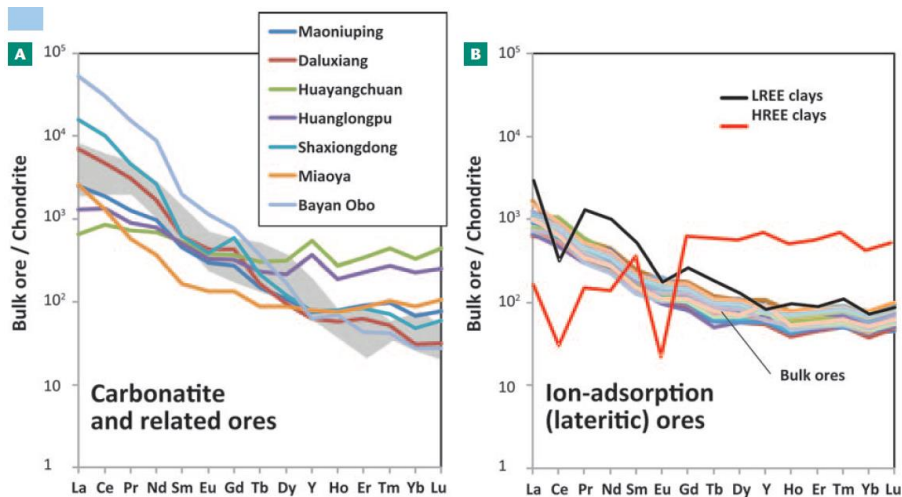 A
Bulk ore / Chondrite
10⁵
10⁴
10³
10²
10
1
Maoniuping
Daluxiang
Huayangchuan
Huanglongpu
Shaxiongdong
Miaoya
Bayan Obo
Carbonatite
and related ores
La Ce Pr Nd Sm Eu Gd Tb Dy Y Ho Er Tm Yb Lu
B
Bulk ore / Chondrite
10⁵
10⁴
10³
10²
10
1
LREE clays
HREE clays
Bulk ores
Ion-adsorption
(lateritic) ores
La Ce Pr Nd Sm Eu Gd Tb Dy Y Ho Er Tm Yb Lu